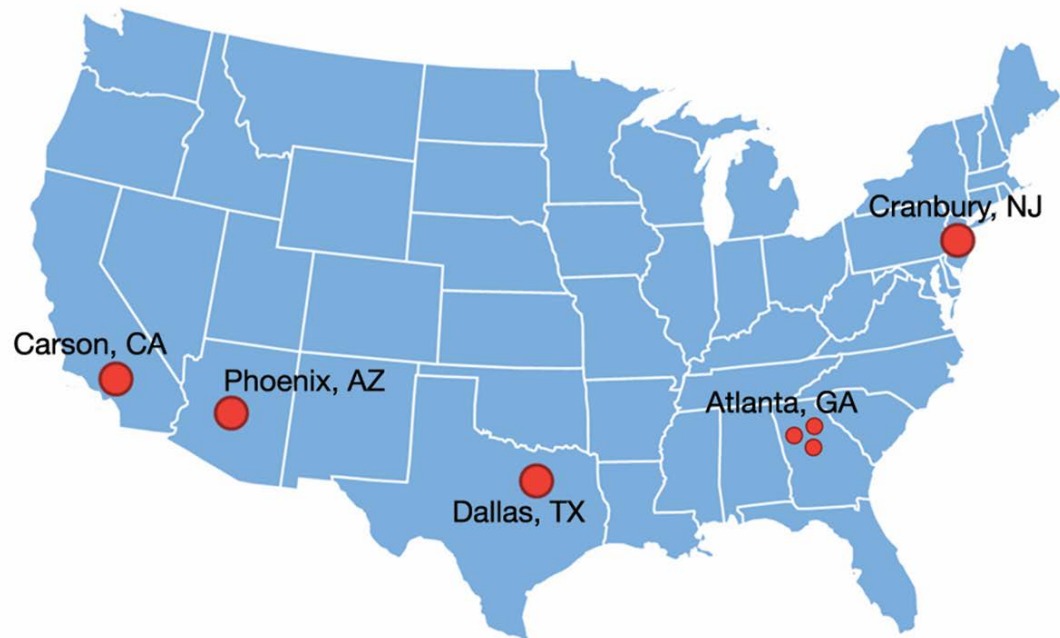 Cranbury, NJ
Carson, CA
Phoenix, AZ
Atlanta, GA
Dallas, TX